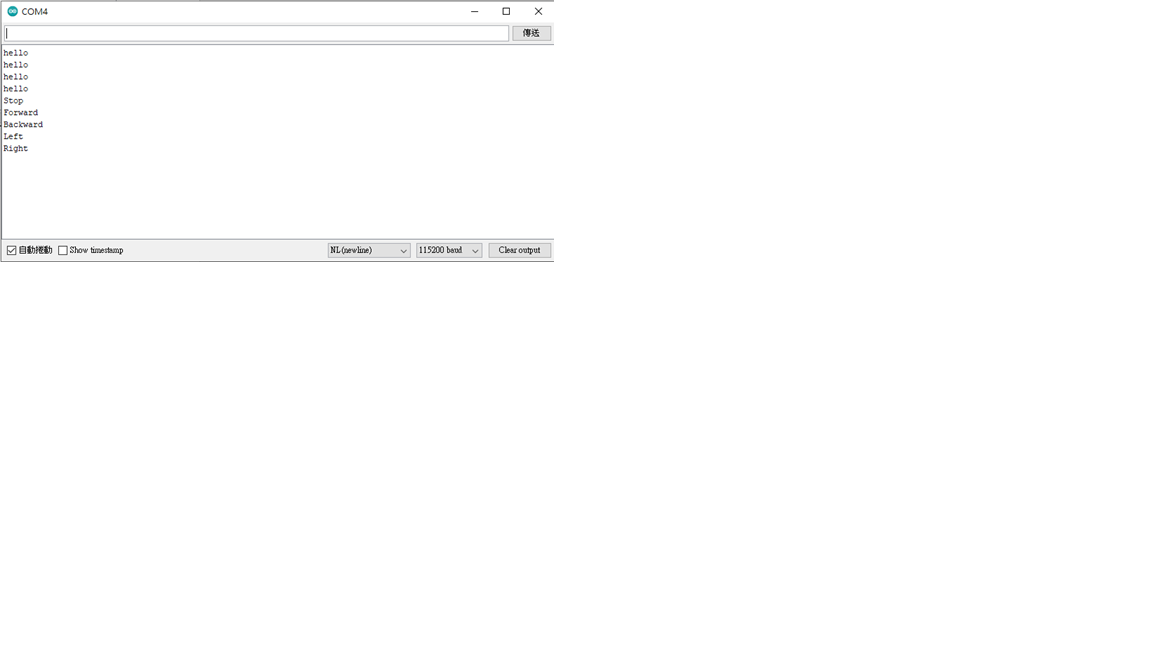 COM4
傳送
hello
hello
hello
hello
Stop
Forward
Backward
Left
Right
自動捲動 Show timestamp NL(newline) 115200 baud Clear output